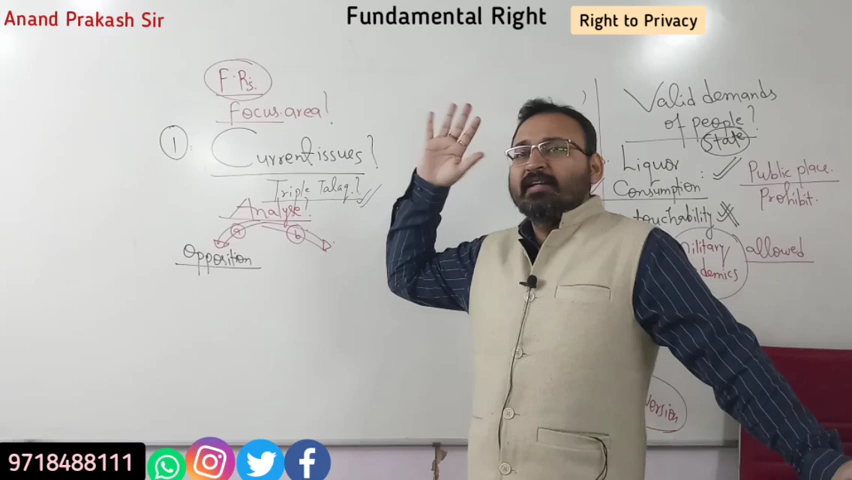 Anand Prakash Sir
Fundamental Right
Right to Privacy
F.Rs.
Focus area!
1
Current issues?
Triple Talaq?
Analyse?
a
b
Opposition
Valid demands
of people?
State
Liquor
Consumption
:
Public place
Prohibit.
touchability
allowed
9718488111